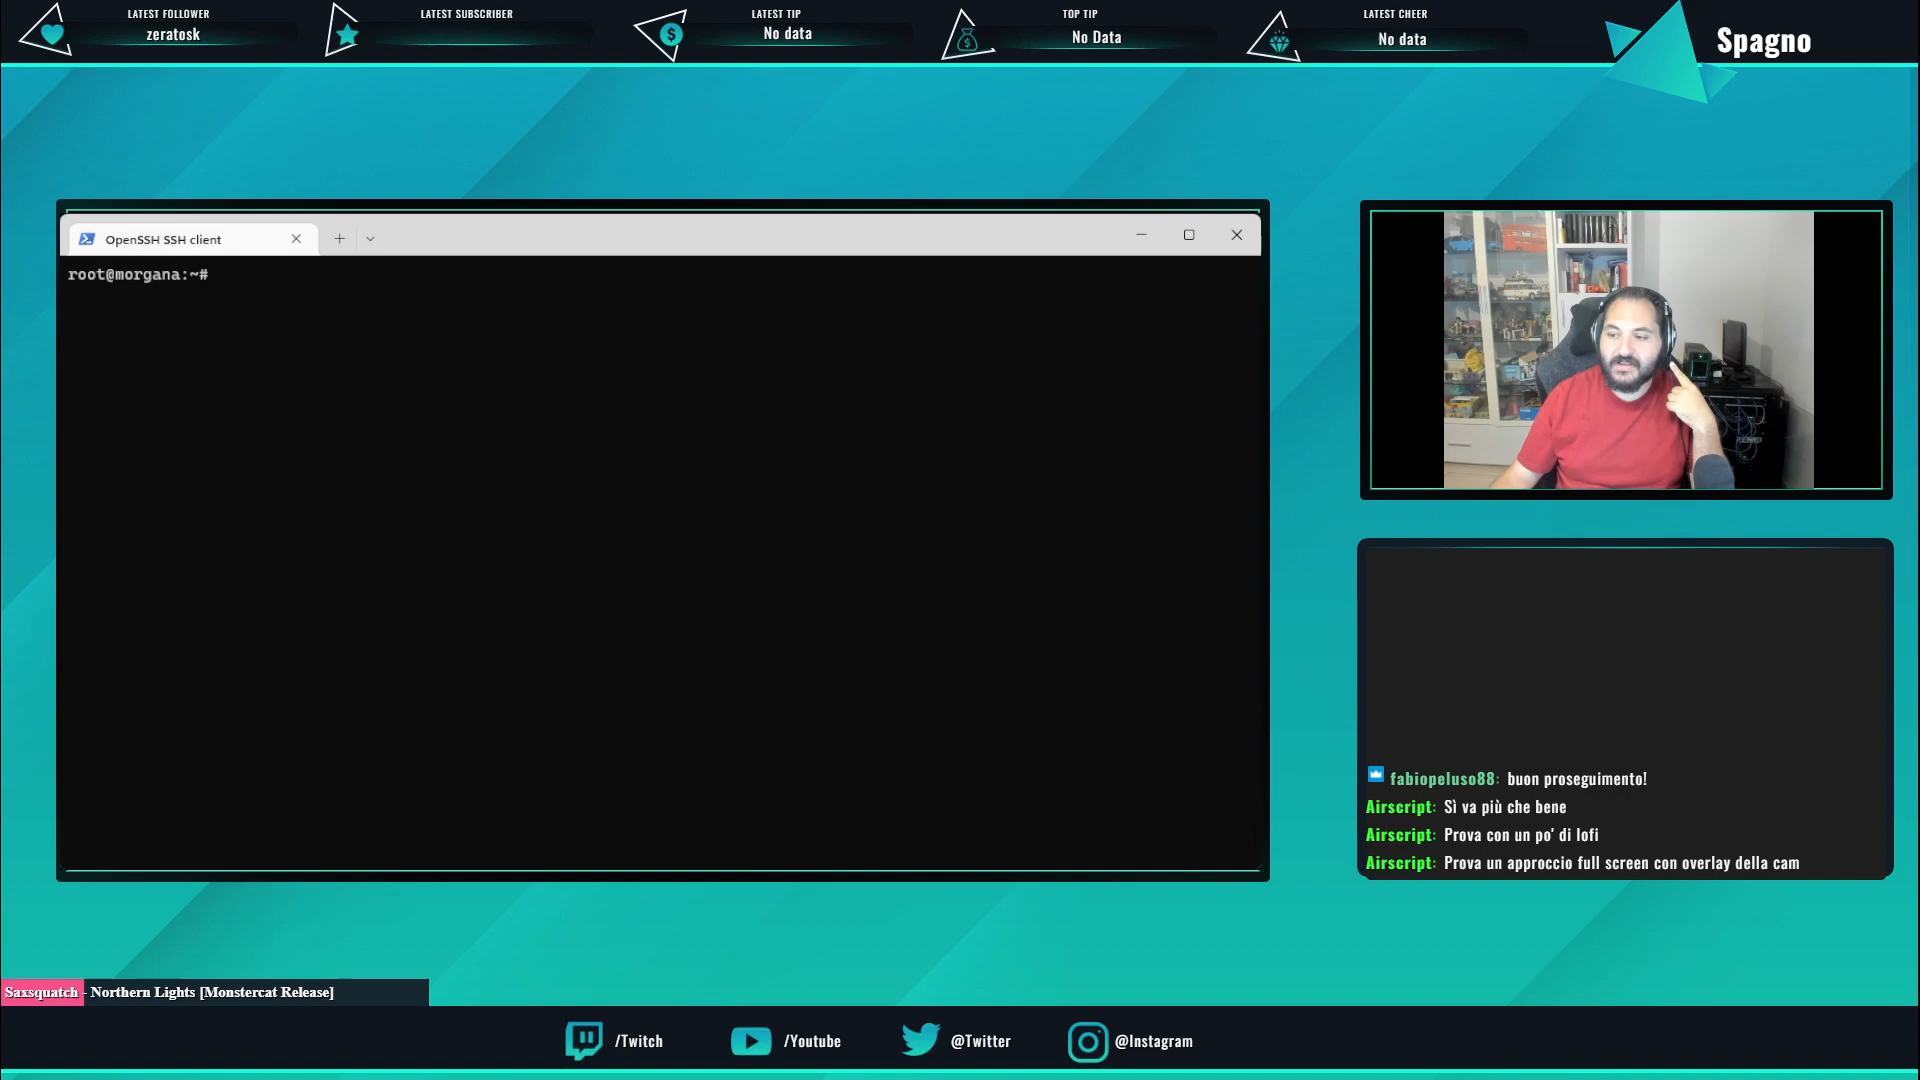 LATEST FOLLOWER
zeratosk
LATEST SUBSCRIBER
LATEST TIP
No data
TOP TIP
No Data
LATEST CHEER
No data
Spagno
OpenSSH SSH client
root@morgana:~#
fabiopeluso88: buon proseguimento!
Airscript: Sì va più che bene
Airscript: Prova con un po' di lofi
Airscript: Prova un approccio full screen con overlay della cam
Saxsquatch - Northern Lights [Monstercat Release]
/Twitch
/Youtube
@Twitter
@Instagram